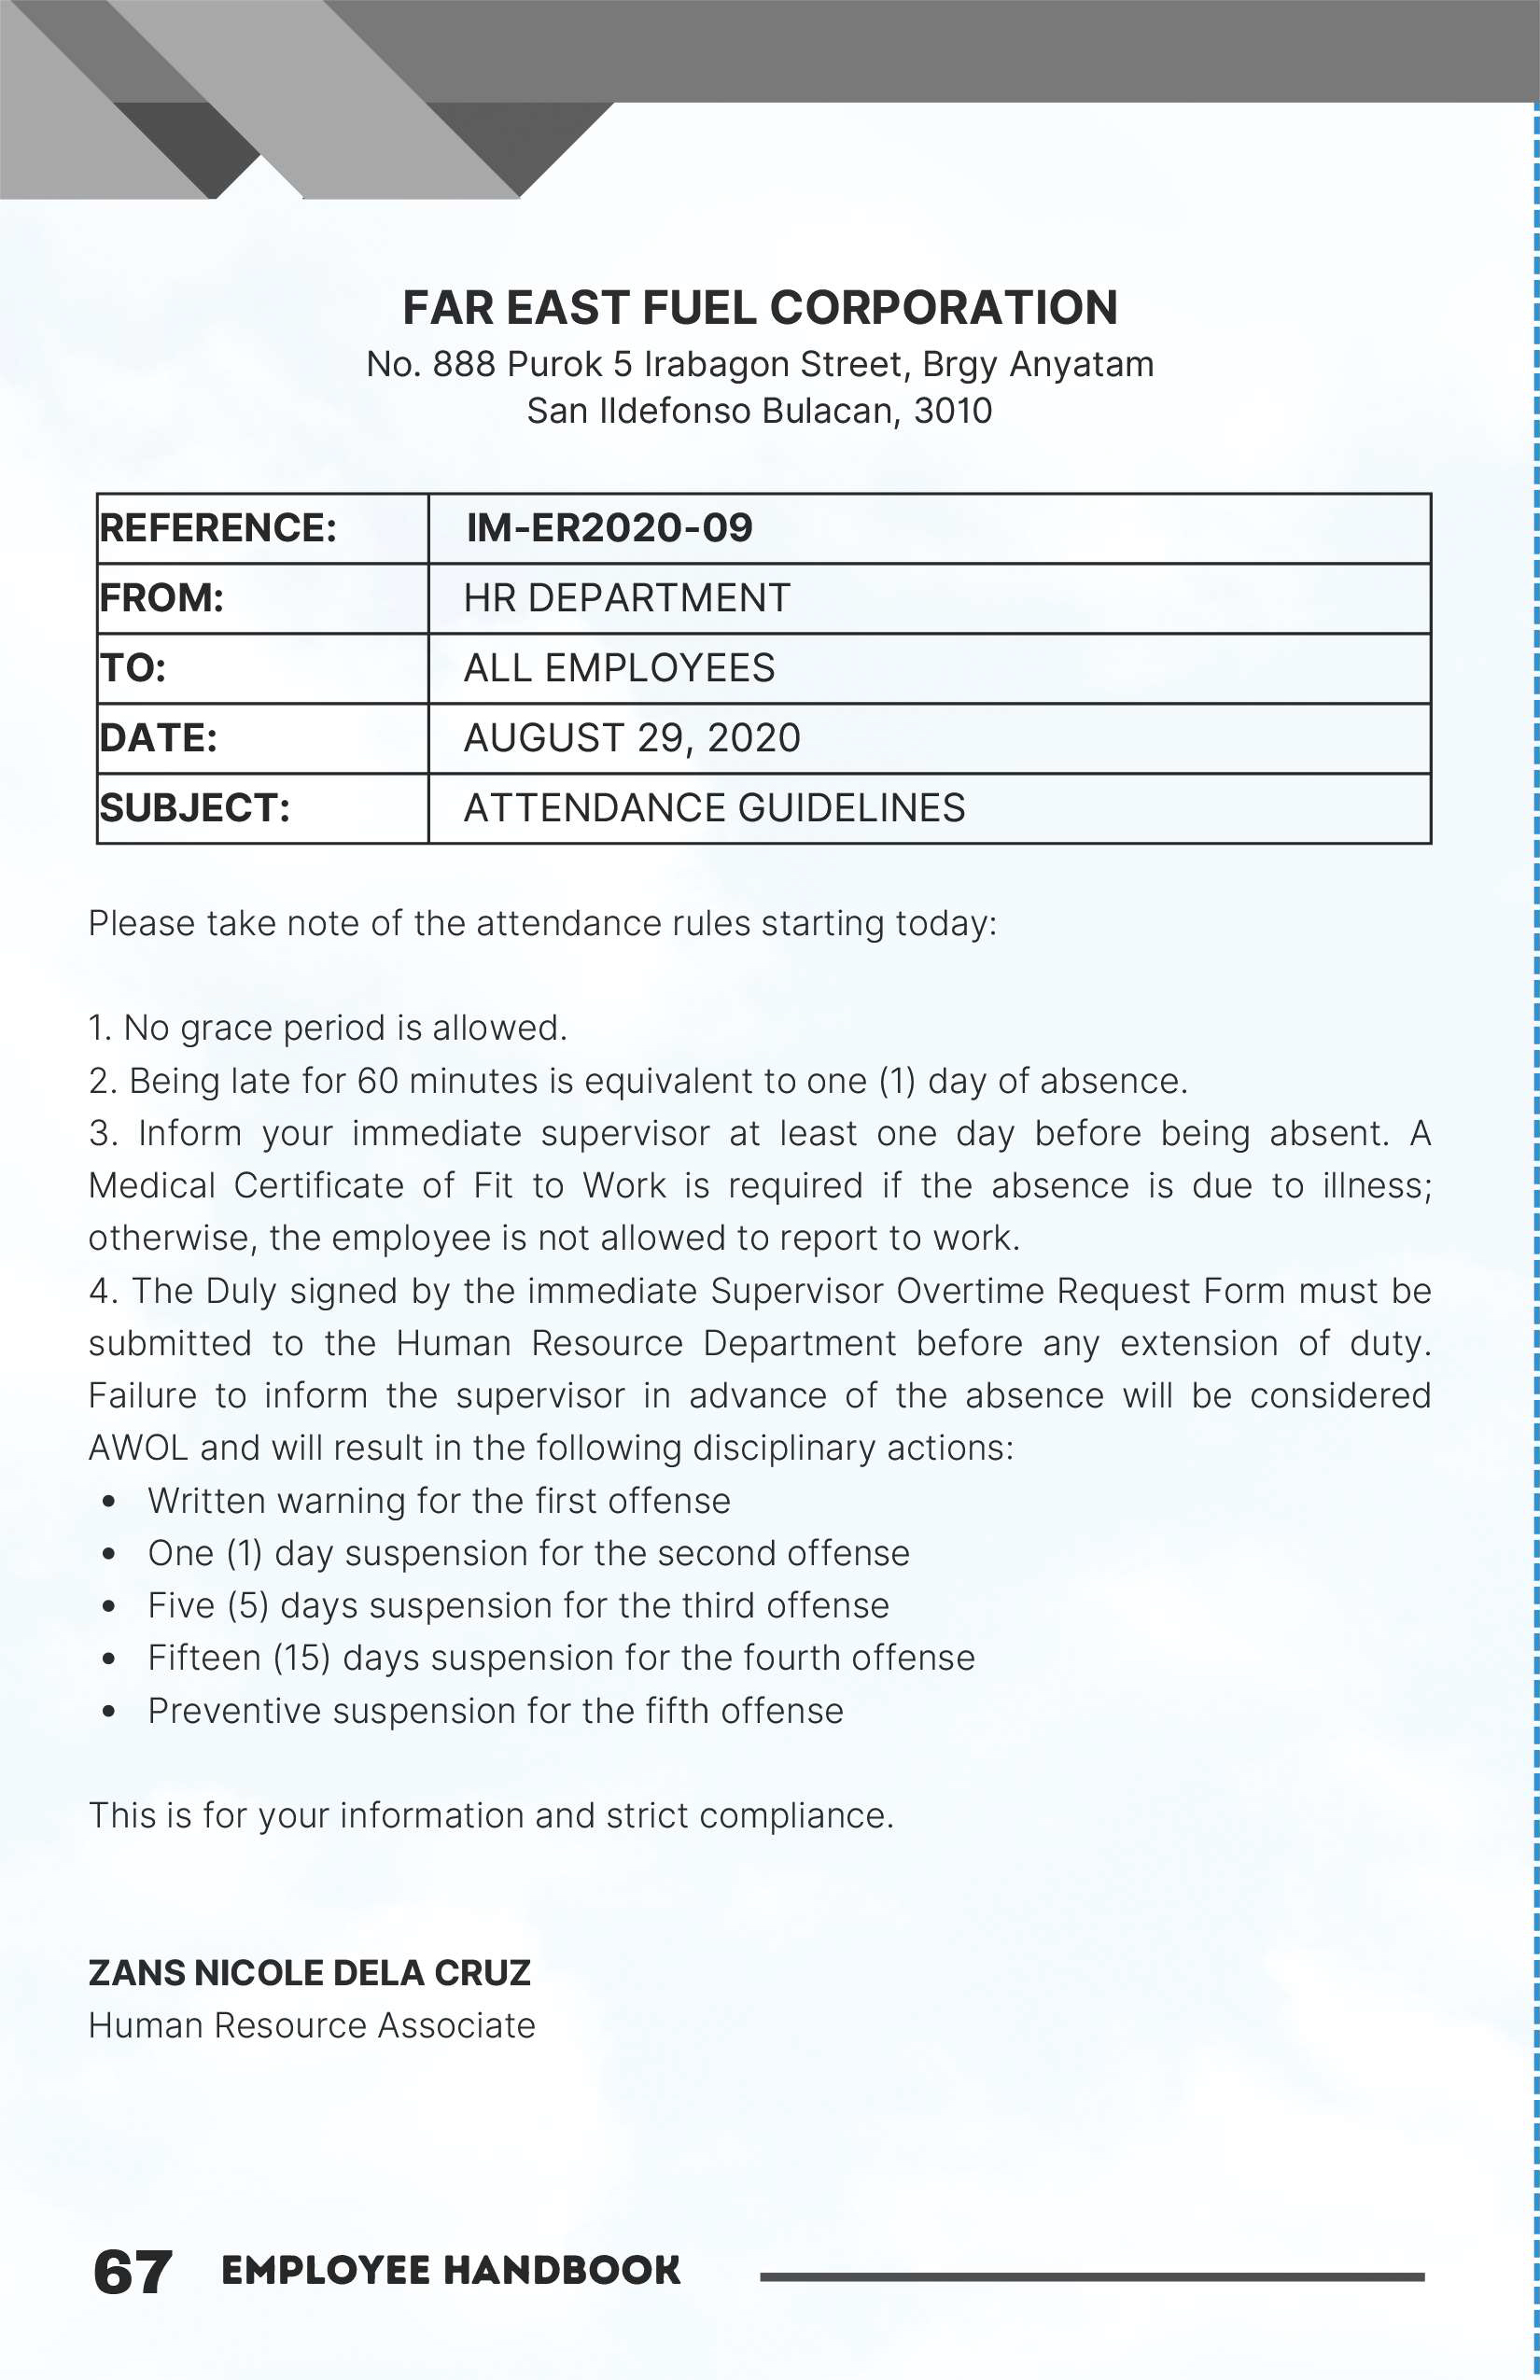 FAR EAST FUEL CORPORATION
No. 888 Purok 5 Irabagon Street, Brgy Anyatam
San Ildefonso Bulacan, 3010
REFERENCE: IM-ER2020-09
FROM: HR DEPARTMENT
TO: ALL EMPLOYEES
DATE: AUGUST 29, 2020
SUBJECT: ATTENDANCE GUIDELINES
Please take note of the attendance rules starting today:
1. No grace period is allowed.
2. Being late for 60 minutes is equivalent to one (1) day of absence.
3. Inform your immediate supervisor at least one day before being absent. A
Medical Certificate of Fit to Work is required if the absence is due to illness;
otherwise, the employee is not allowed to report to work.
4. The Duly signed by the immediate Supervisor Overtime Request Form must be
submitted to the Human Resource Department before any extension of duty.
Failure to inform the supervisor in advance of the absence will be considered
AWOL and will result in the following disciplinary actions:
• Written warning for the first offense
• One (1) day suspension for the second offense
• Five (5) days suspension for the third offense
• Fifteen (15) days suspension for the fourth offense
• Preventive suspension for the fifth offense
This is for your information and strict compliance.
ZANS NICOLE DELA CRUZ
Human Resource Associate
67 EMPLOYEE HANDBOOK